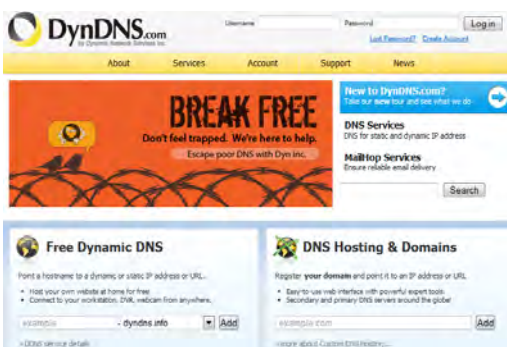 DynDNS.com
by Dynamic Network Services Inc.
Username
Password
Log in
Lost Password? Create Account
About Services Account Support News
BREAK FREE
Don't feel trapped. We're here to help.
Escape poor DNS with Dyn Inc.
New to DynDNS.com?
Take our new tour and see what we do
DNS Services
DNS for static and dynamic IP address
MailHop Services
Ensure reliable email delivery
Search
Free Dynamic DNS
Point a hostname to a dynamic or static IP address or URL.
• Host your own website at home for free
• Connect to your workstation, DVR, webcam from anywhere.
example - dyndns.info Add
DNS Hosting & Domains
Register your domain and point it to an IP address or URL
• Easy-to-use web interface with powerful expert tools
• Secondary and primary DNS servers around the globe
example.com Add